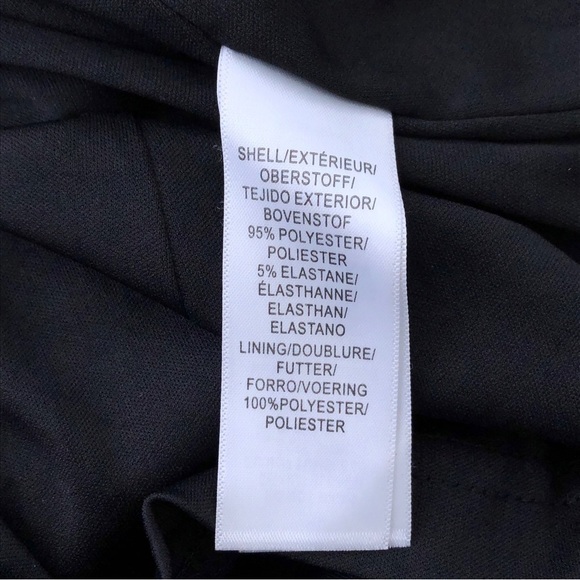 SHELL/EXTÉRIEUR/
OBERSTOFF/
TEJIDO EXTERIOR/
BOVENSTOF
95% POLYESTER/
POLIESTER
5% ELASTANE/
ÉLASTHANNE/
ELASTHAN/
ELASTANO
LINING/DOUBLURE/
FUTTER/
FORRO/VOERING
100%POLYESTER/
POLIESTER